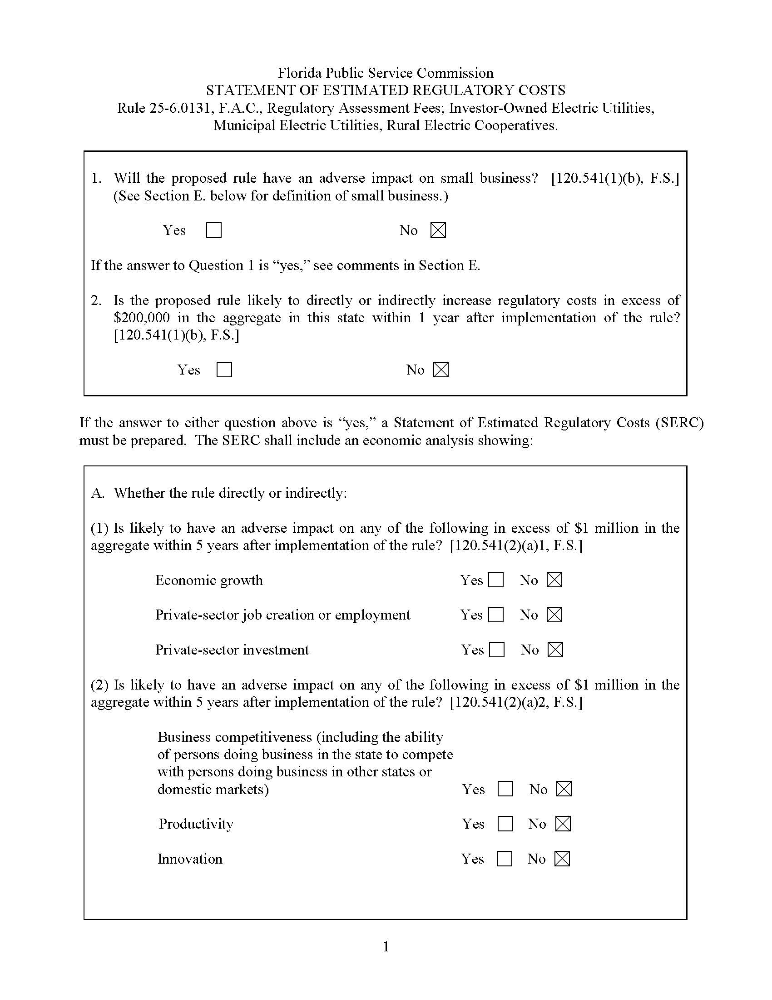 Florida Public Service Commission
STATEMENT OF ESTIMATED REGULATORY COSTS
Rule 25-6.0131, F.A.C., Regulatory Assessment Fees; Investor-Owned Electric Utilities,
Municipal Electric Utilities, Rural Electric Cooperatives.
1. Will the proposed rule have an adverse impact on small business? [120.541(1)(b), F.S.]
(See Section E. below for definition of small business.)
Yes ☐ No ☒
If the answer to Question 1 is “yes,” see comments in Section E.
2. Is the proposed rule likely to directly or indirectly increase regulatory costs in excess of
$200,000 in the aggregate in this state within 1 year after implementation of the rule?
[120.541(1)(b), F.S.]
Yes ☐ No ☒
If the answer to either question above is “yes,” a Statement of Estimated Regulatory Costs (SERC)
must be prepared. The SERC shall include an economic analysis showing:
A. Whether the rule directly or indirectly:
(1) Is likely to have an adverse impact on any of the following in excess of $1 million in the
aggregate within 5 years after implementation of the rule? [120.541(2)(a)1, F.S.]
Economic growth Yes ☐ No ☒
Private-sector job creation or employment Yes ☐ No ☒
Private-sector investment Yes ☐ No ☒
(2) Is likely to have an adverse impact on any of the following in excess of $1 million in the
aggregate within 5 years after implementation of the rule? [120.541(2)(a)2, F.S.]
Business competitiveness (including the ability
of persons doing business in the state to compete
with persons doing business in other states or
domestic markets) Yes ☐ No ☒
Productivity Yes ☐ No ☒
Innovation Yes ☐ No ☒
1